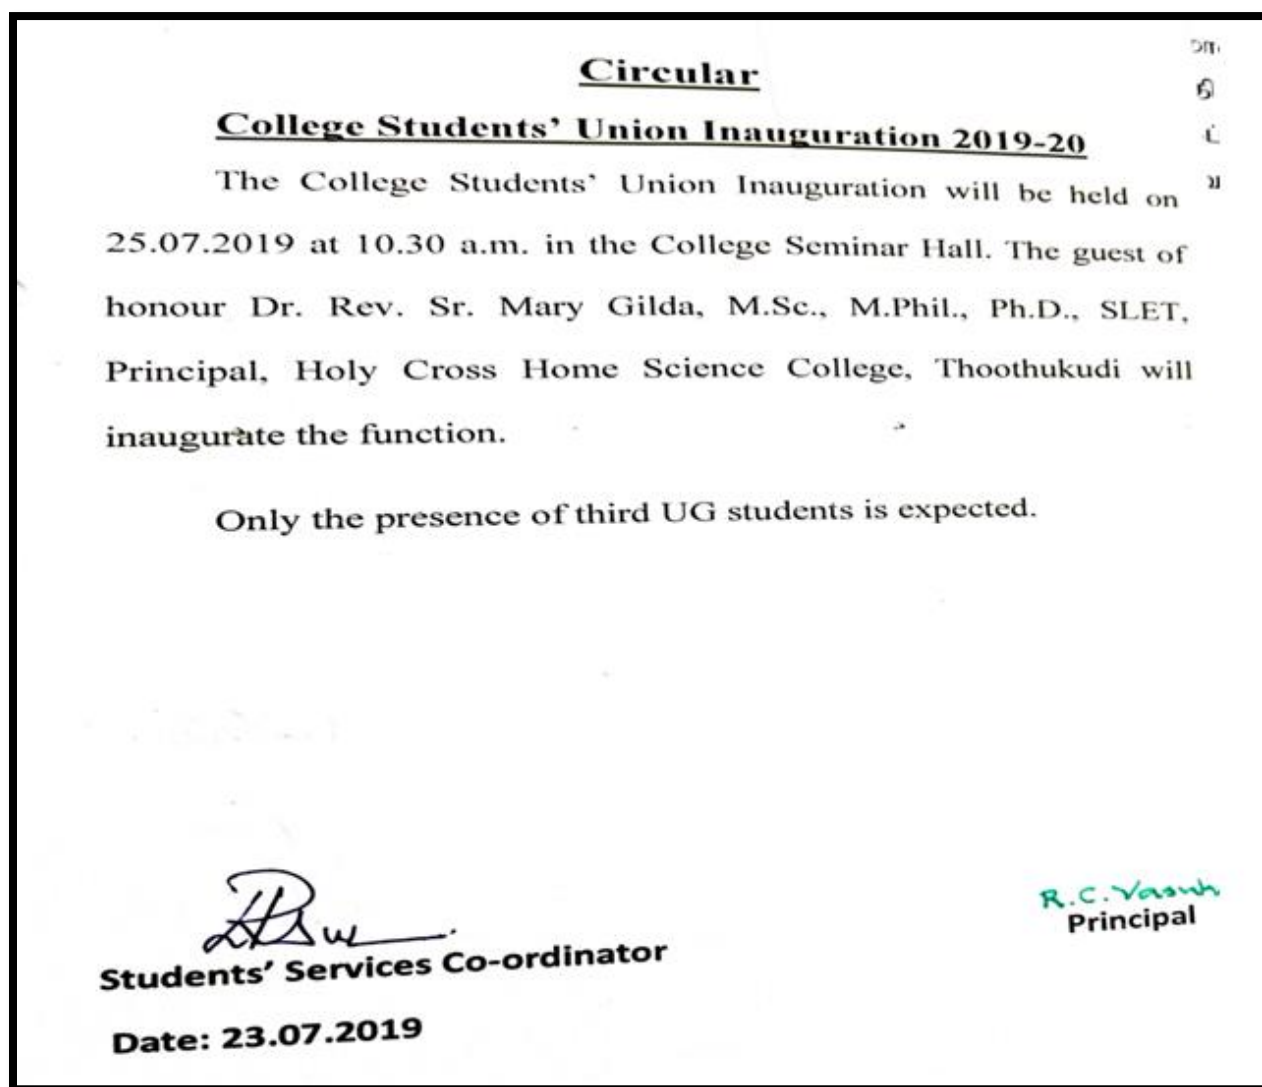 Circular
College Students' Union Inauguration 2019-20
The College Students' Union Inauguration will be held on
25.07.2019 at 10.30 a.m. in the College Seminar Hall. The guest of
honour Dr. Rev. Sr. Mary Gilda, M.Sc., M.Phil., Ph.D., SLET,
Principal, Holy Cross Home Science College, Thoothukudi will
inaugurate the function.
Only the presence of third UG students is expected.
R.C.
Principal
Students' Services Co-ordinator
Date: 23.07.2019